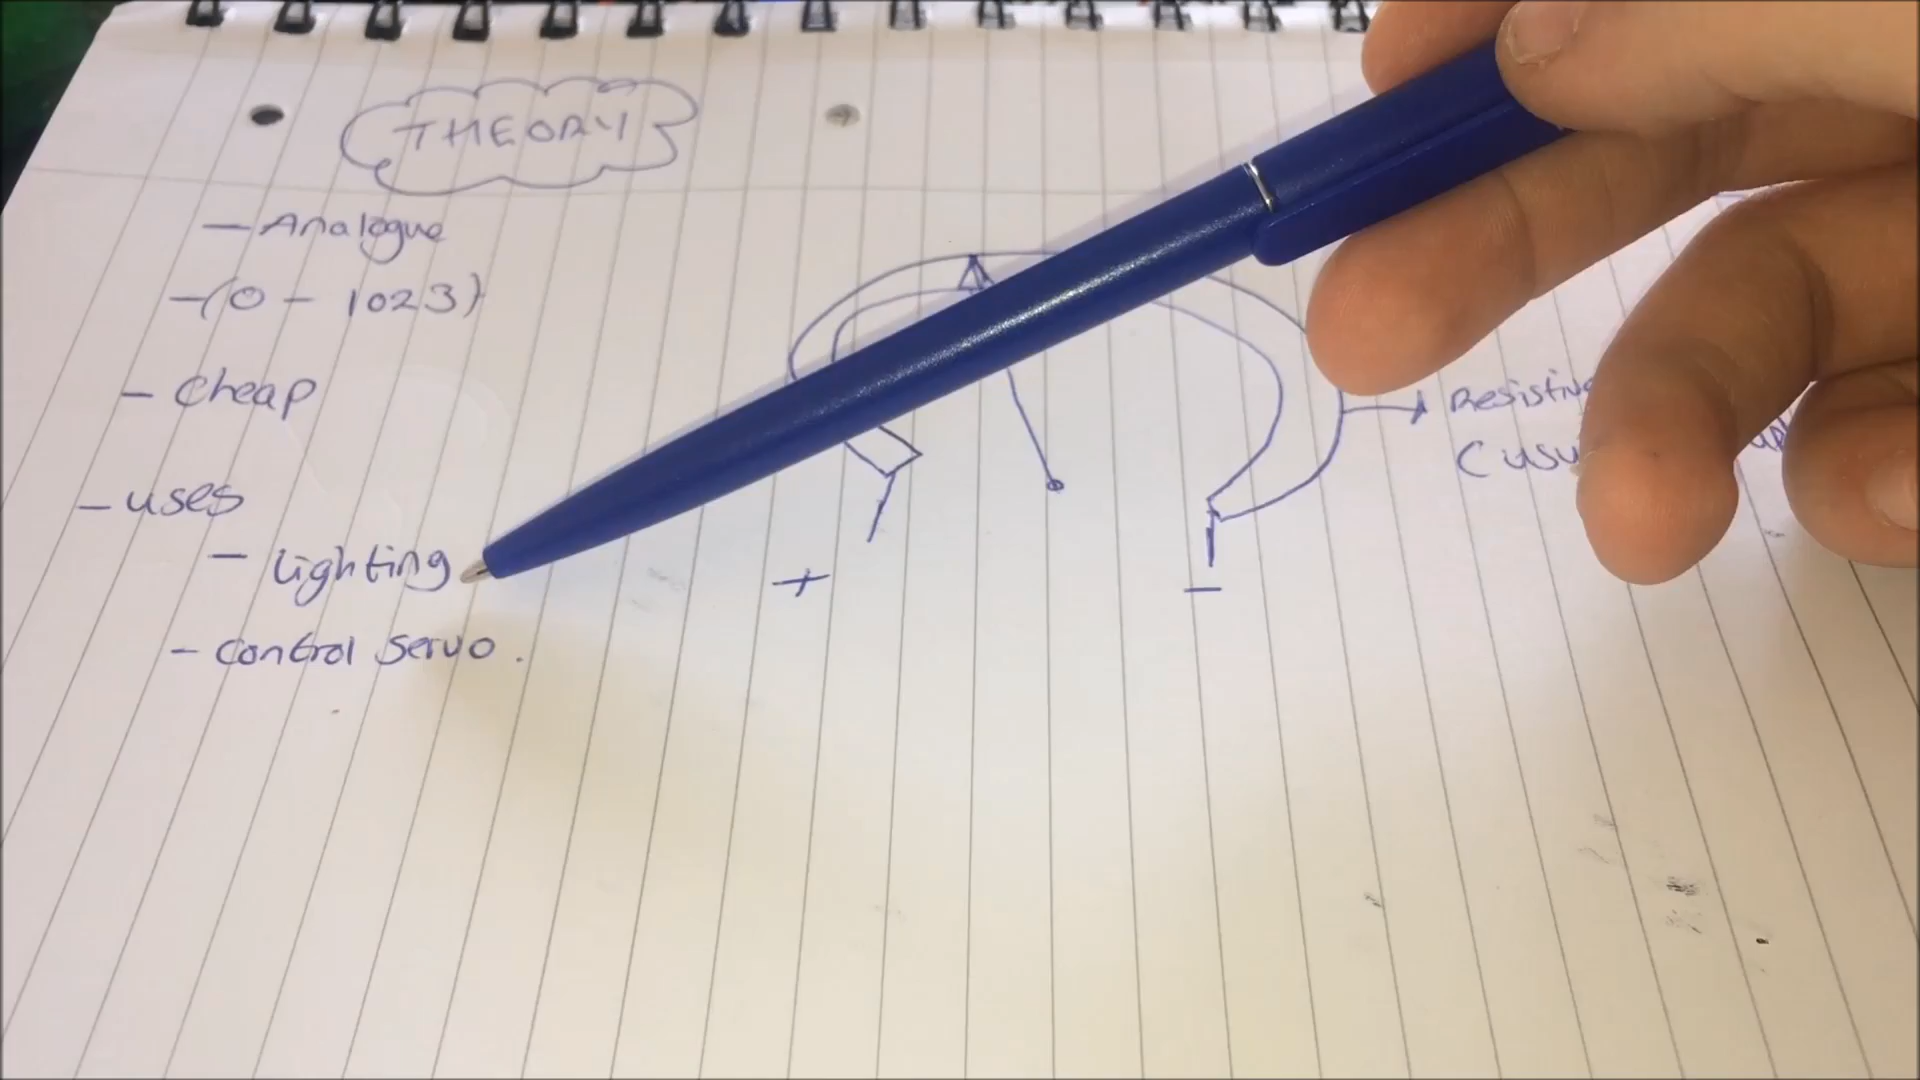 THEORY
- Analogue
- (0 - 1023)
- Cheap
- uses
- Lighting
- control servo.
+
-
Resistive